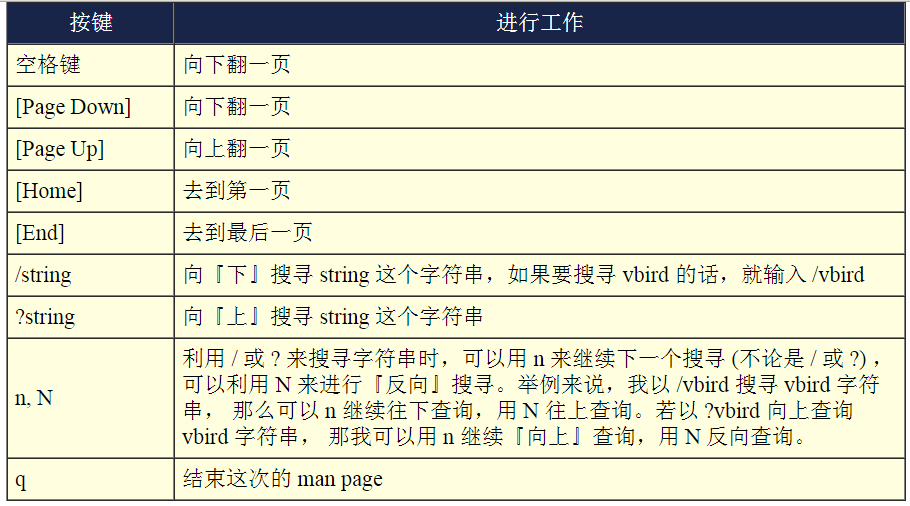 按键 进行工作
空格键 向下翻一页
[Page Down] 向下翻一页
[Page Up] 向上翻一页
[Home] 去到第一页
[End] 去到最后一页
/string 向『下』搜寻 string 这个字符串，如果要搜寻 vbird 的话，就输入 /vbird
?string 向『上』搜寻 string 这个字符串
n, N
利用 / 或 ? 来搜寻字符串时，可以用 n 来继续下一个搜寻 (不论是 / 或 ?) ，
可以利用 N 来进行『反向』搜寻。举例来说，我以 /vbird 搜寻 vbird 字符
串， 那么可以 n 继续往下查询，用 N 往上查询。若以 ?vbird 向上查询
vbird 字符串， 那我可以用 n 继续『向上』查询，用 N 反向查询。
q 结束这次的 man page